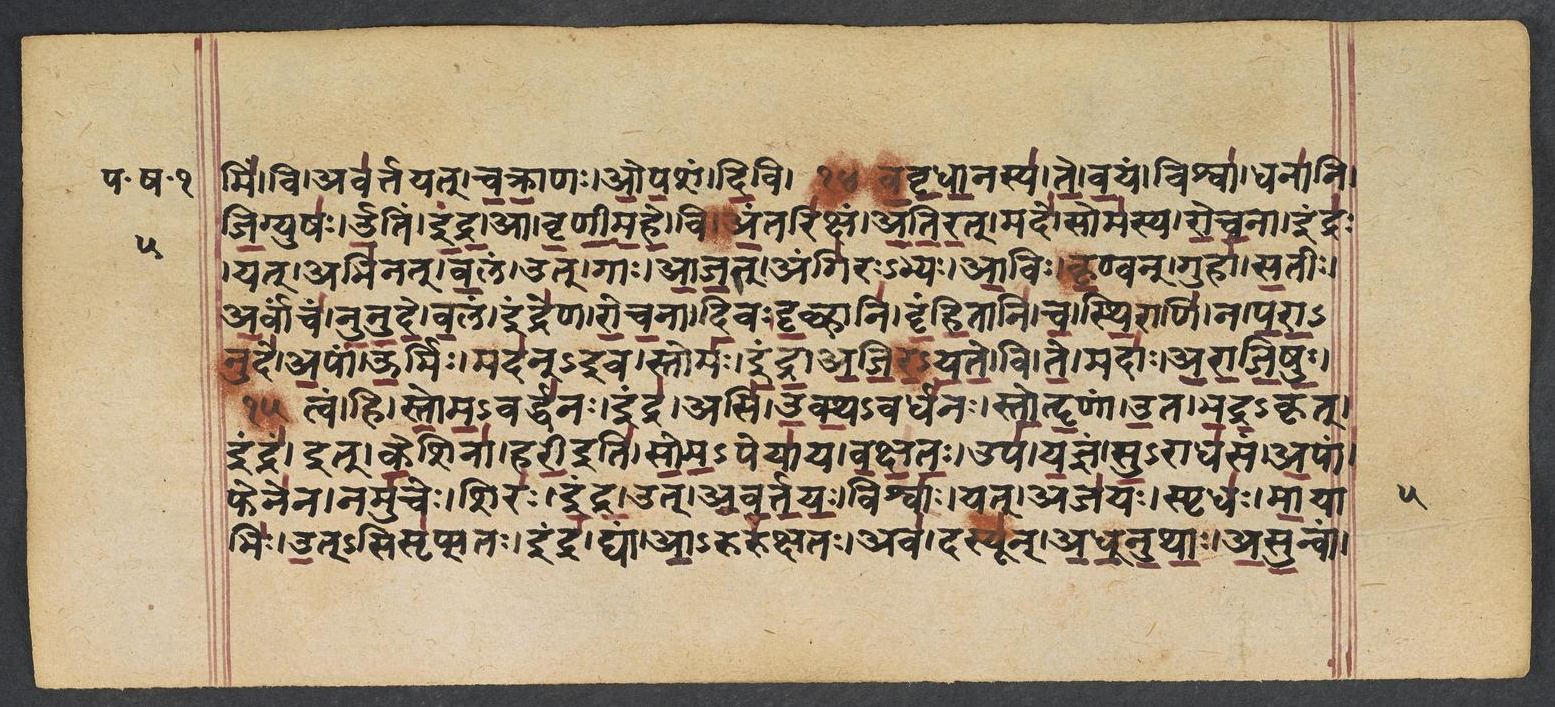 प॰ ष॰ १
५
मिं।वि।अवर्त्तयत्।चक्राणः।ओपशं।दिवि। १४ ववृधानस्य।ते।वयं।विश्वा।धनानि।
जिग्युषः।ऊतिं।इंद्र।आ।वृणीमहे।वि।अंतरिक्षं।अतिरत्।मदे।सोमस्य।रोचना।इंद्रः
।यत्।अभिनत्।वलं।उत्।गाः।आजत्।अंगिरःऽभ्यः।आविः।कृण्वन्।गुहा।सतीः।
अर्वांचं।नुनुदे।वलं।इंद्रेण।रोचना।दिवः।दृळ्हानि।दृंहितानि।च।स्थिराणि।न।पराऽ
नुदे।अपां।ऊर्मिः।मदन्ऽइव।स्तोमः।इंद्र।अजिरऽयते।वि।ते।मदाः।अराजिषुः।
१५ त्वं।हि।स्तोमऽवर्द्धनः।इंद्र।असि।उक्थऽवर्धनः।स्तोतॄणां।उत।भद्रऽकृत्।
इंद्रं।इत्।केशिना।हरी इति।सोमऽपेयाय।वक्षतः।उप।यज्ञं।सुऽराधसं।अपां।
फेनेन।नमुचेः।शिरः।इंद्र।उत्।अवर्त्तयः।विश्वाः।यत्।अजयः।स्पृधः।माया
भिः।उत्ऽसिसृप्सतः।इंद्र।द्यां।आऽरुरुक्षतः।अव।दस्यून्।अधूनुथाः।असुन्वां।
५